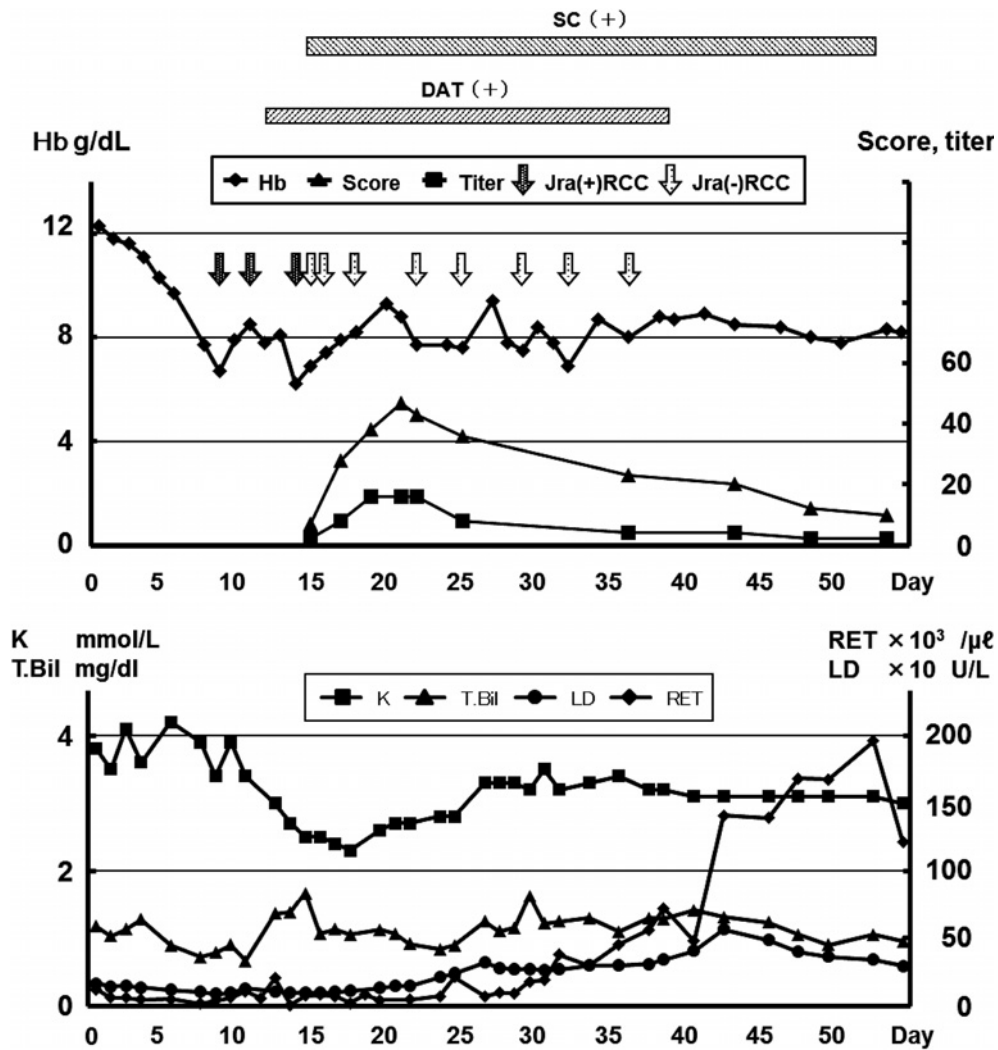 SC (+)
DAT (+)
Hb g/dL
Score, titer
Hb Score Titer Jra(+)RCC Jra(-)RCC
12
8
4
0
60
40
20
0
0 5 10 15 20 25 30 35 40 45 50 Day
K mmol/L
T.Bil mg/dl
RET ×10³ /μℓ
LD ×10 U/L
K T.Bil LD RET
4
2
0
200
150
100
50
0
0 5 10 15 20 25 30 35 40 45 50 Day